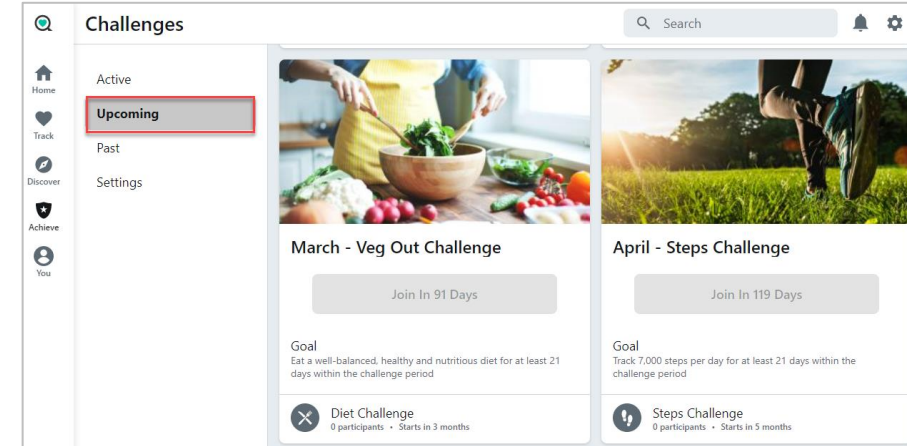 Challenges
Search
Home
Track
Discover
Achieve
You
Active
Upcoming
Past
Settings
March - Veg Out Challenge
Join In 91 Days
Goal
Eat a well-balanced, healthy and nutritious diet for at least 21
days within the challenge period
Diet Challenge
0 participants • Starts in 3 months
April - Steps Challenge
Join In 119 Days
Goal
Track 7,000 steps per day for at least 21 days within the
challenge period
Steps Challenge
0 participants • Starts in 5 months